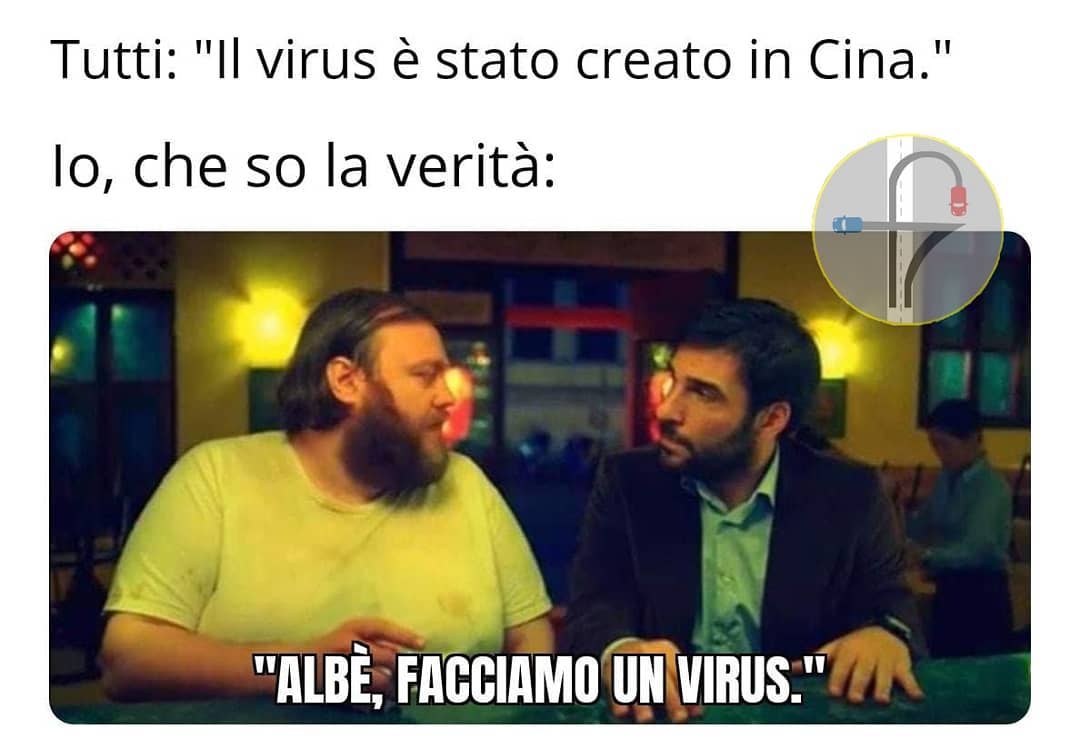 Tutti: "Il virus è stato creato in Cina."
Io, che so la verità:
"ALBÈ, FACCIAMO UN VIRUS."